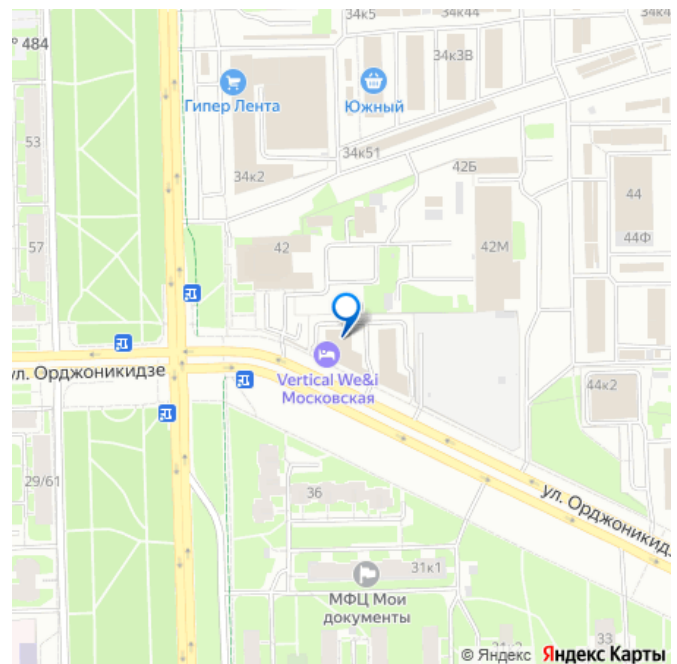 34к5
34к44
№ 484
34к3В
Гипер Лента
Южный
53
34к51
34к2
42Б
44
57
42
42М
44Ф
ул. Орджоникидзе
Vertical We&i
Московская
44к2
29/61
36
ул. Орджоникидз
31к1
МФЦ Мои
документы
33
© Яндекс Яндекс Карты